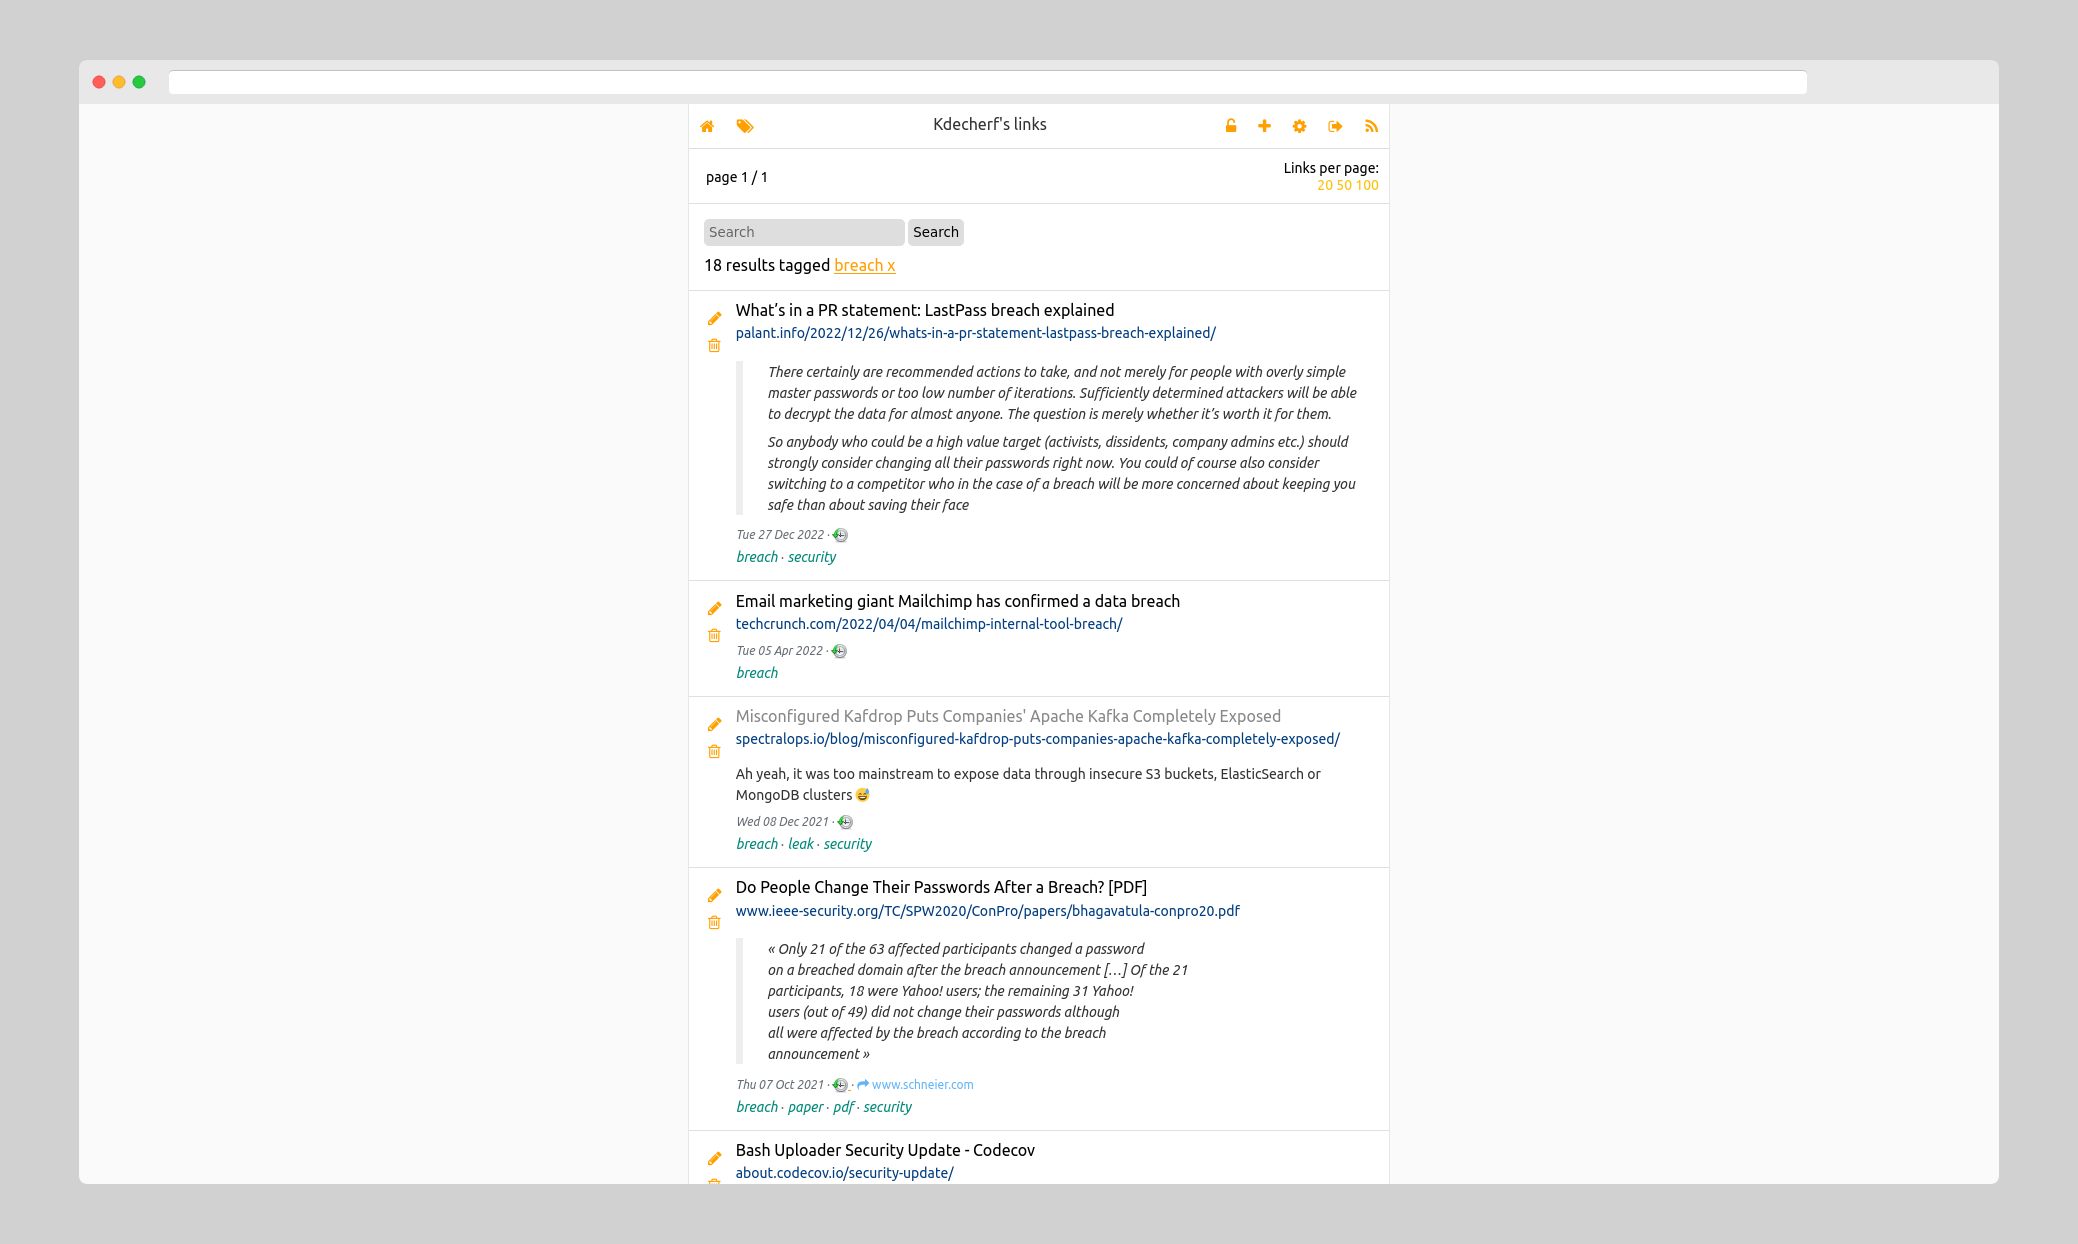 Kdecherf's links
page 1 / 1
Links per page:
20 50 100
Search Search
18 results tagged breach x
What’s in a PR statement: LastPass breach explained
palant.info/2022/12/26/whats-in-a-pr-statement-lastpass-breach-explained/
There certainly are recommended actions to take, and not merely for people with overly simple
master passwords or too low number of iterations. Sufficiently determined attackers will be able
to decrypt the data for almost anyone. The question is merely whether it’s worth it for them.
So anybody who could be a high value target (activists, dissidents, company admins etc.) should
strongly consider changing all their passwords right now. You could of course also consider
switching to a competitor who in the case of a breach will be more concerned about keeping you
safe than about saving their face
Tue 27 Dec 2022 ·
breach · security
Email marketing giant Mailchimp has confirmed a data breach
techcrunch.com/2022/04/04/mailchimp-internal-tool-breach/
Tue 05 Apr 2022 ·
breach
Misconfigured Kafdrop Puts Companies' Apache Kafka Completely Exposed
spectralops.io/blog/misconfigured-kafdrop-puts-companies-apache-kafka-completely-exposed/
Ah yeah, it was too mainstream to expose data through insecure S3 buckets, ElasticSearch or
MongoDB clusters 😅
Wed 08 Dec 2021 ·
breach · leak · security
Do People Change Their Passwords After a Breach? [PDF]
www.ieee-security.org/TC/SPW2020/ConPro/papers/bhagavatula-conpro20.pdf
« Only 21 of the 63 affected participants changed a password
on a breached domain after the breach announcement […] Of the 21
participants, 18 were Yahoo! users; the remaining 31 Yahoo!
users (out of 49) did not change their passwords although
all were affected by the breach according to the breach
announcement »
Thu 07 Oct 2021 · · www.schneier.com
breach · paper · pdf · security
Bash Uploader Security Update - Codecov
about.codecov.io/security-update/